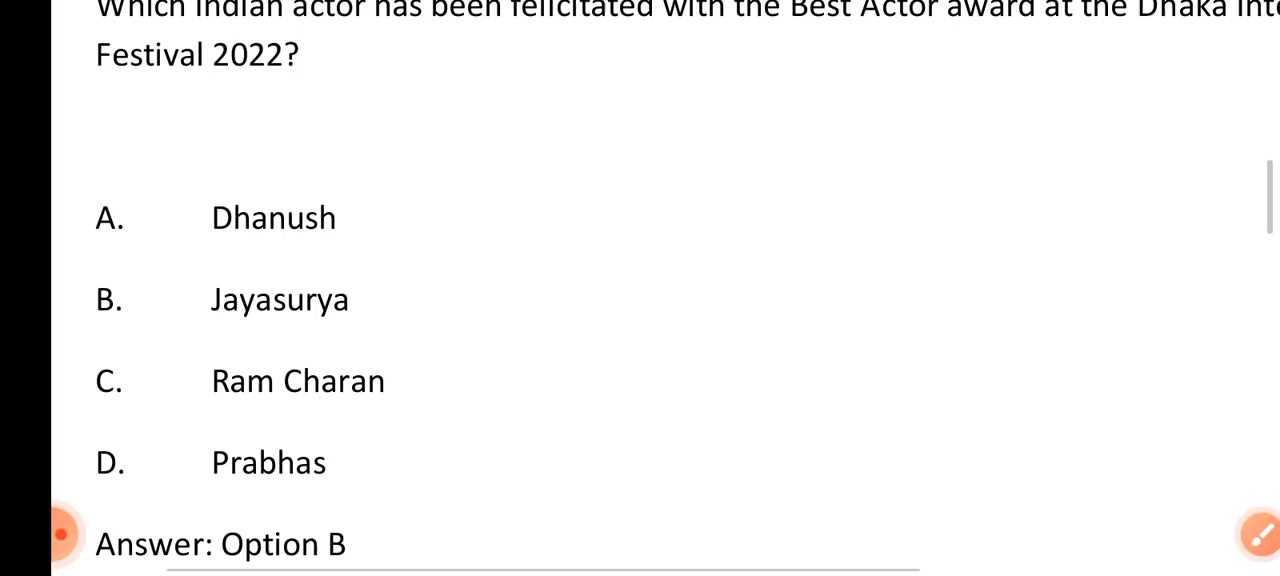 Which Indian actor has been felicitated with the Best Actor award at the Dhaka
Festival 2022?
A. Dhanush
B. Jayasurya
C. Ram Charan
D. Prabhas
Answer: Option B